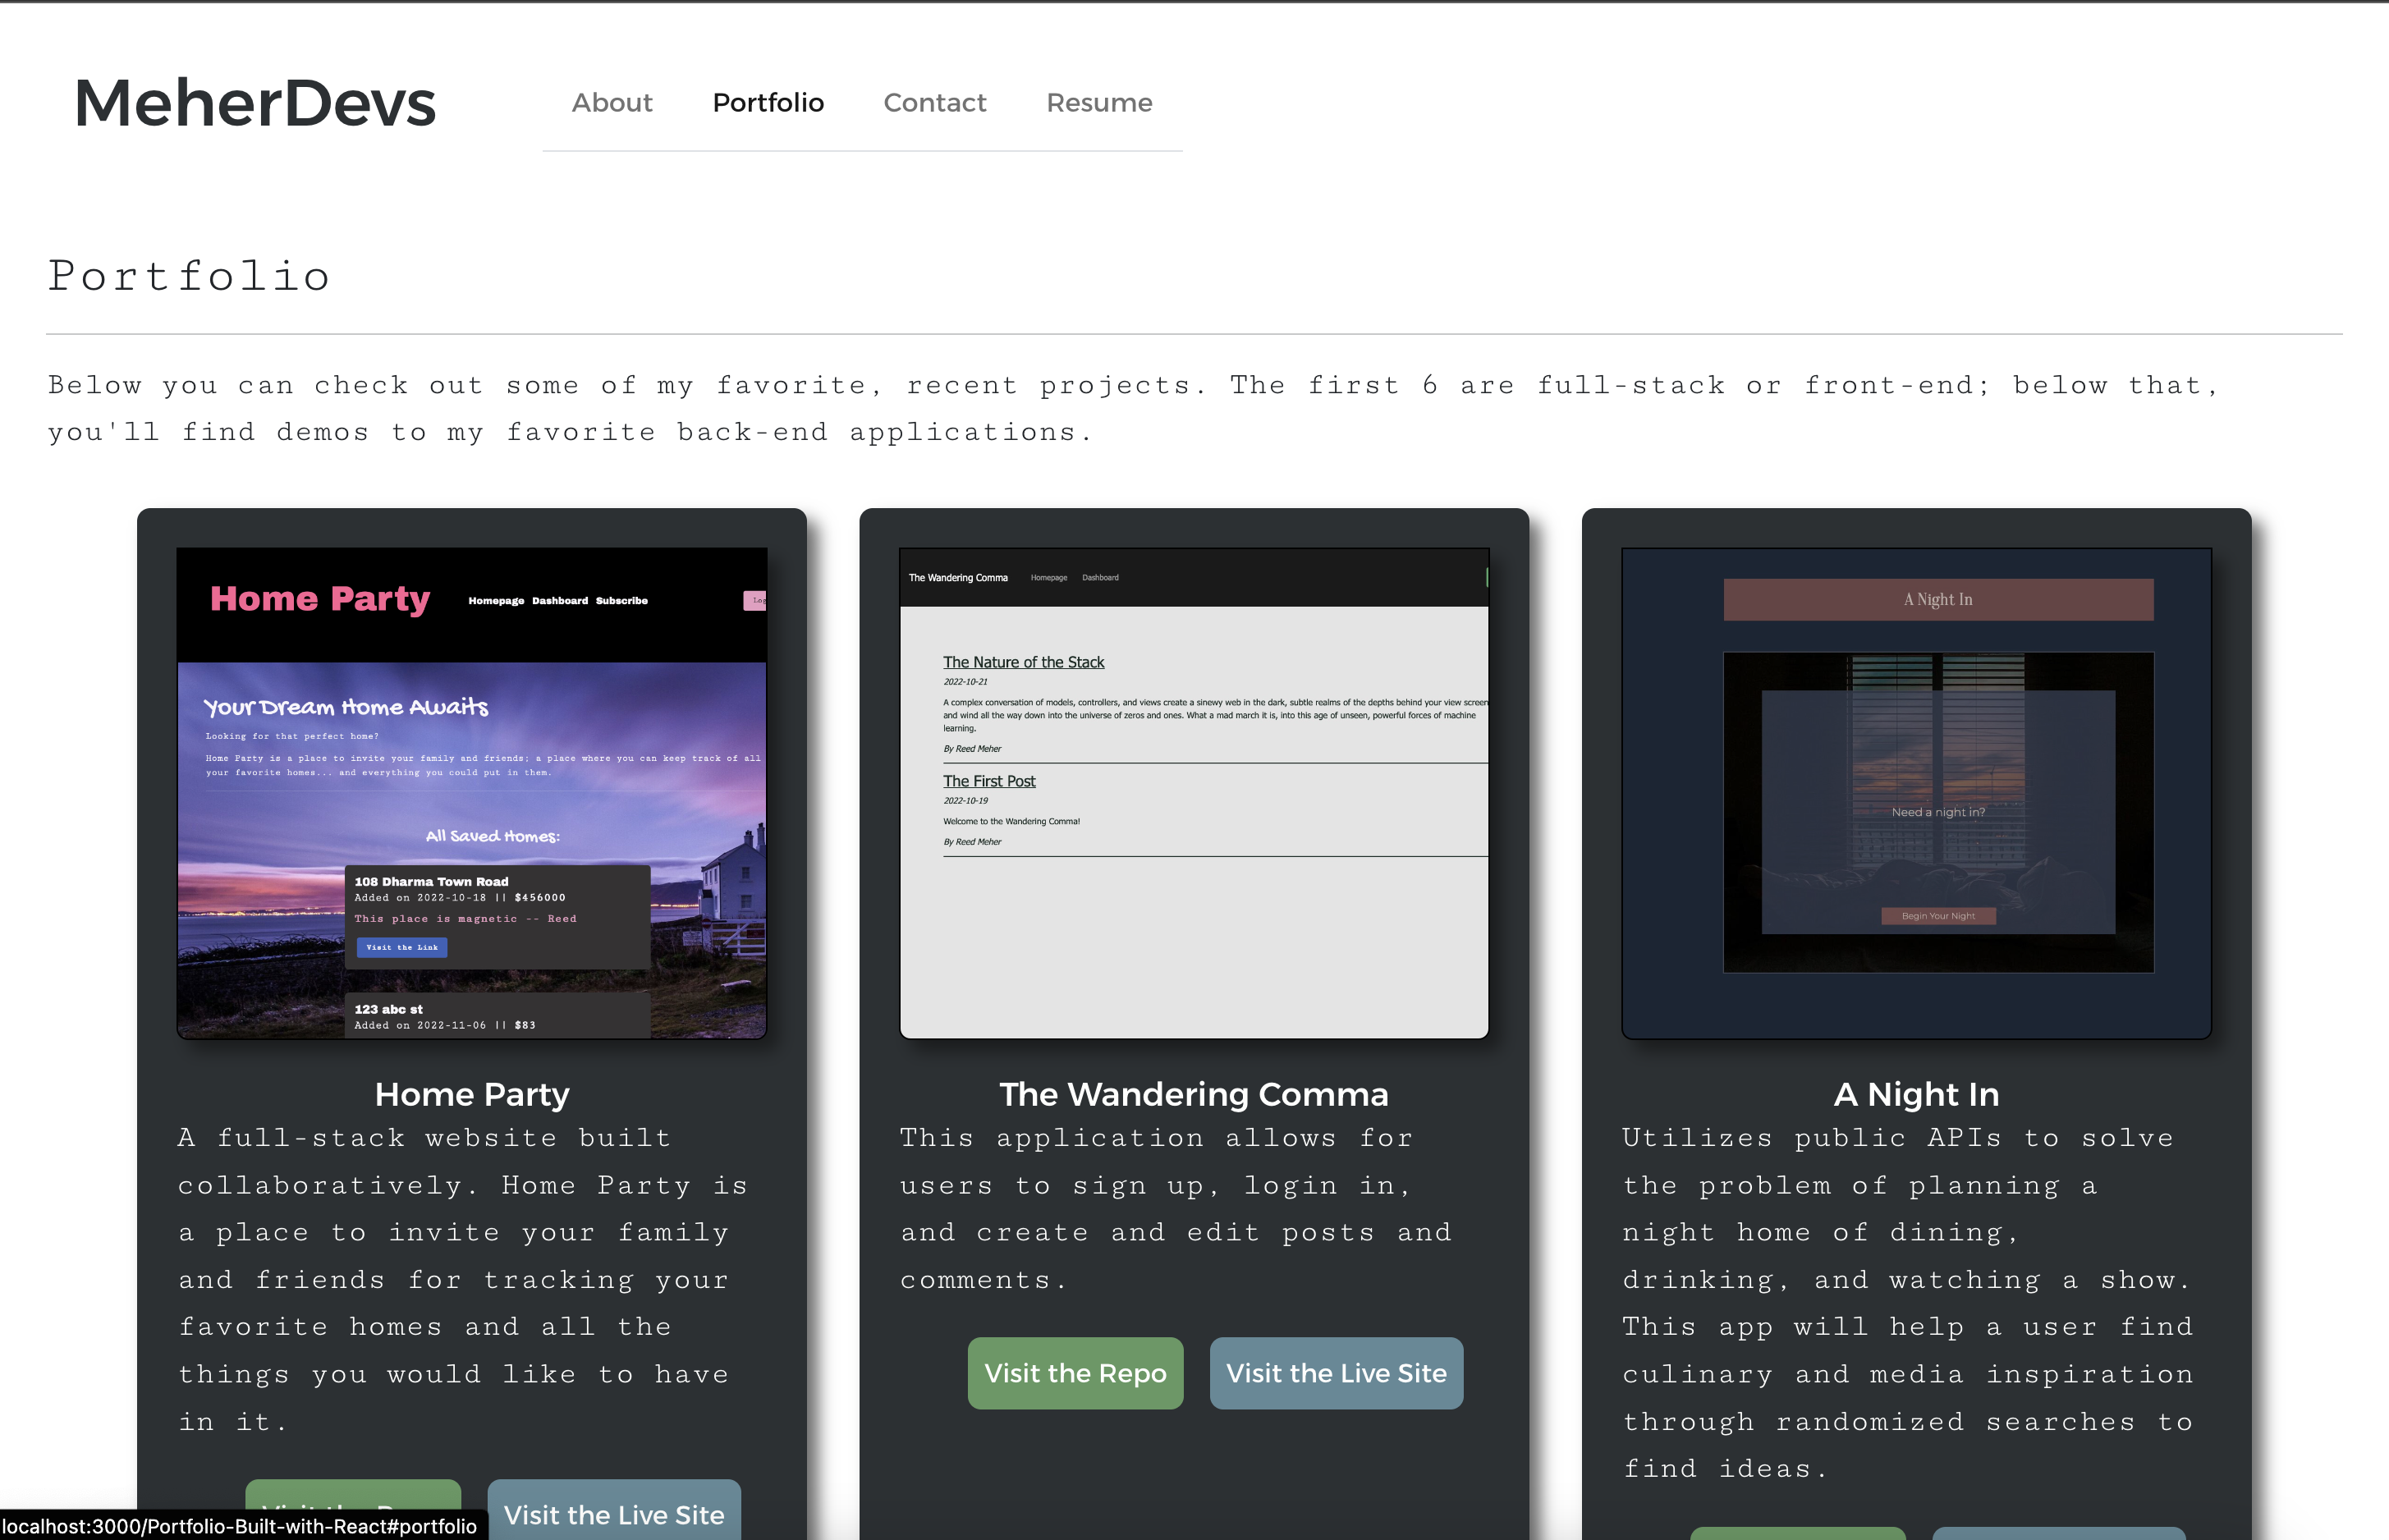 MeherDevs
About Portfolio Contact Resume
Portfolio
Below you can check out some of my favorite, recent projects. The first 6 are full-stack or front-end; below that,
you'll find demos to my favorite back-end applications.
Home Party
Homepage Dashboard Subscribe
Your Dream Home Awaits
Looking for that perfect home?
Home Party is a place to invite your family and friends; a place where you can keep track of all
your favorite homes... and everything you could put in them.
All Saved Homes:
108 Dharma Town Road
Added on 2022-10-18 || $456000
This place is magnetic -- Reed
Visit the Link
123 abc st
Added on 2022-11-06 || $83
Home Party
A full-stack website built
collaboratively. Home Party is
a place to invite your family
and friends for tracking your
favorite homes and all the
things you would like to have
in it.
Visit the Live Site
The Wandering Comma
Homepage Dashboard
The Nature of the Stack
2022-10-21
A complex conversation of models, controllers, and views create a sinewy web in the dark, subtle realms of the depths behind your view screen
and wind all the way down into the universe of zeros and ones. What a mad march it is, into this age of unseen, powerful forces of machine
learning.
By Reed Meher
The First Post
2022-10-19
Welcome to the Wandering Comma!
By Reed Meher
The Wandering Comma
This application allows for
users to sign up, login in,
and create and edit posts and
comments.
Visit the Repo Visit the Live Site
A Night In
Need a night in?
Begin Your Night
A Night In
Utilizes public APIs to solve
the problem of planning a
night home of dining,
drinking, and watching a show.
This app will help a user find
culinary and media inspiration
through randomized searches to
find ideas.
localhost:3000/Portfolio-Built-with-React#portfolio